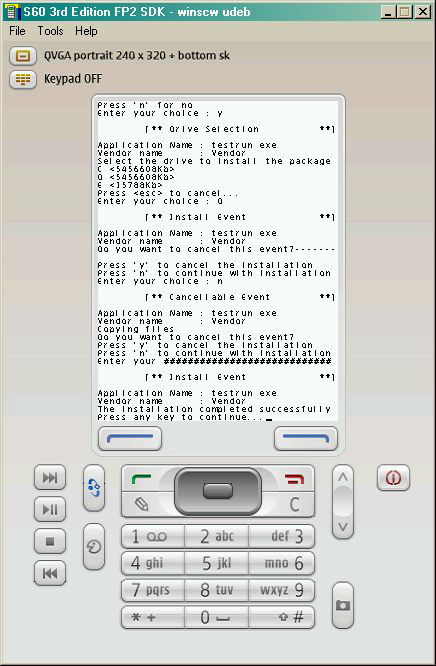 S60 3rd Edition FP2 SDK - winscw udeb
File Tools Help
QVGA portrait 240 x 320 + bottom sk
Keypad OFF
Press 'n' for no
Enter your choice : y
[** Drive Selection **]
Application Name : testrun exe
Vendor name : Vendor
Select the drive to install the package
C <5456608Kb>
D <5456608Kb>
E <15788Kb>
Press <esc> to cancel...
Enter your choice : D
[** Install Event **]
Application Name : testrun exe
Vendor name : Vendor
Do you want to cancel this event?-------
Press 'y' to cancel the installation
Press 'n' to continue with installation
Enter your choice : n
[** Cancellable Event **]
Application Name : testrun exe
Vendor name : Vendor
Copying files
Do you want to cancel this event?
Press 'y' to cancel the installation
Press 'n' to continue with installation
Enter your ############################
[** Install Event **]
Application Name : testrun exe
Vendor name : Vendor
The installation completed successfully
Press any key to continue..._
C
1 2 abc def 3
4 ghi 5 jkl mno 6
7 pqrs 8 tuv wxyz 9
* + 0 #